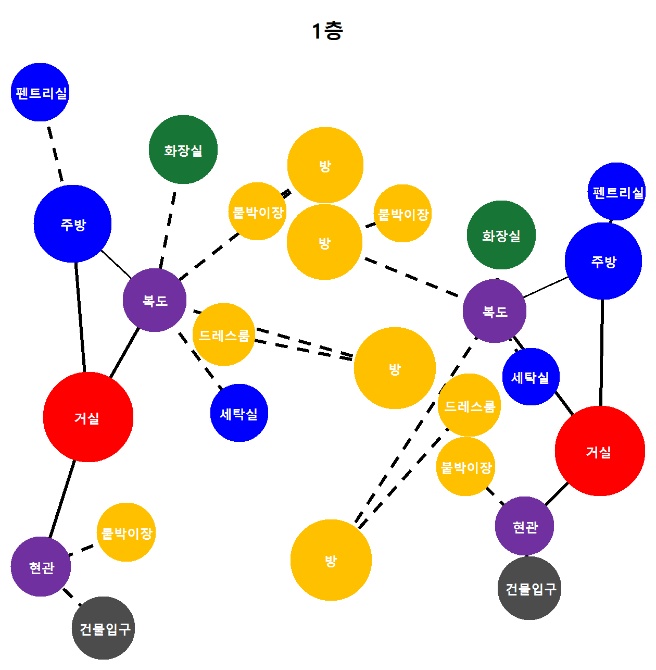 1층
펜트리실
화장실
방
펜트리실
붙박이장
붙박이장
주방
방
화장실
주방
복도
복도
드레스룸
방
세탁실
드레스룸
세탁실
거실
거실
붙박이장
현관
붙박이장
방
현관
건물입구
건물입구